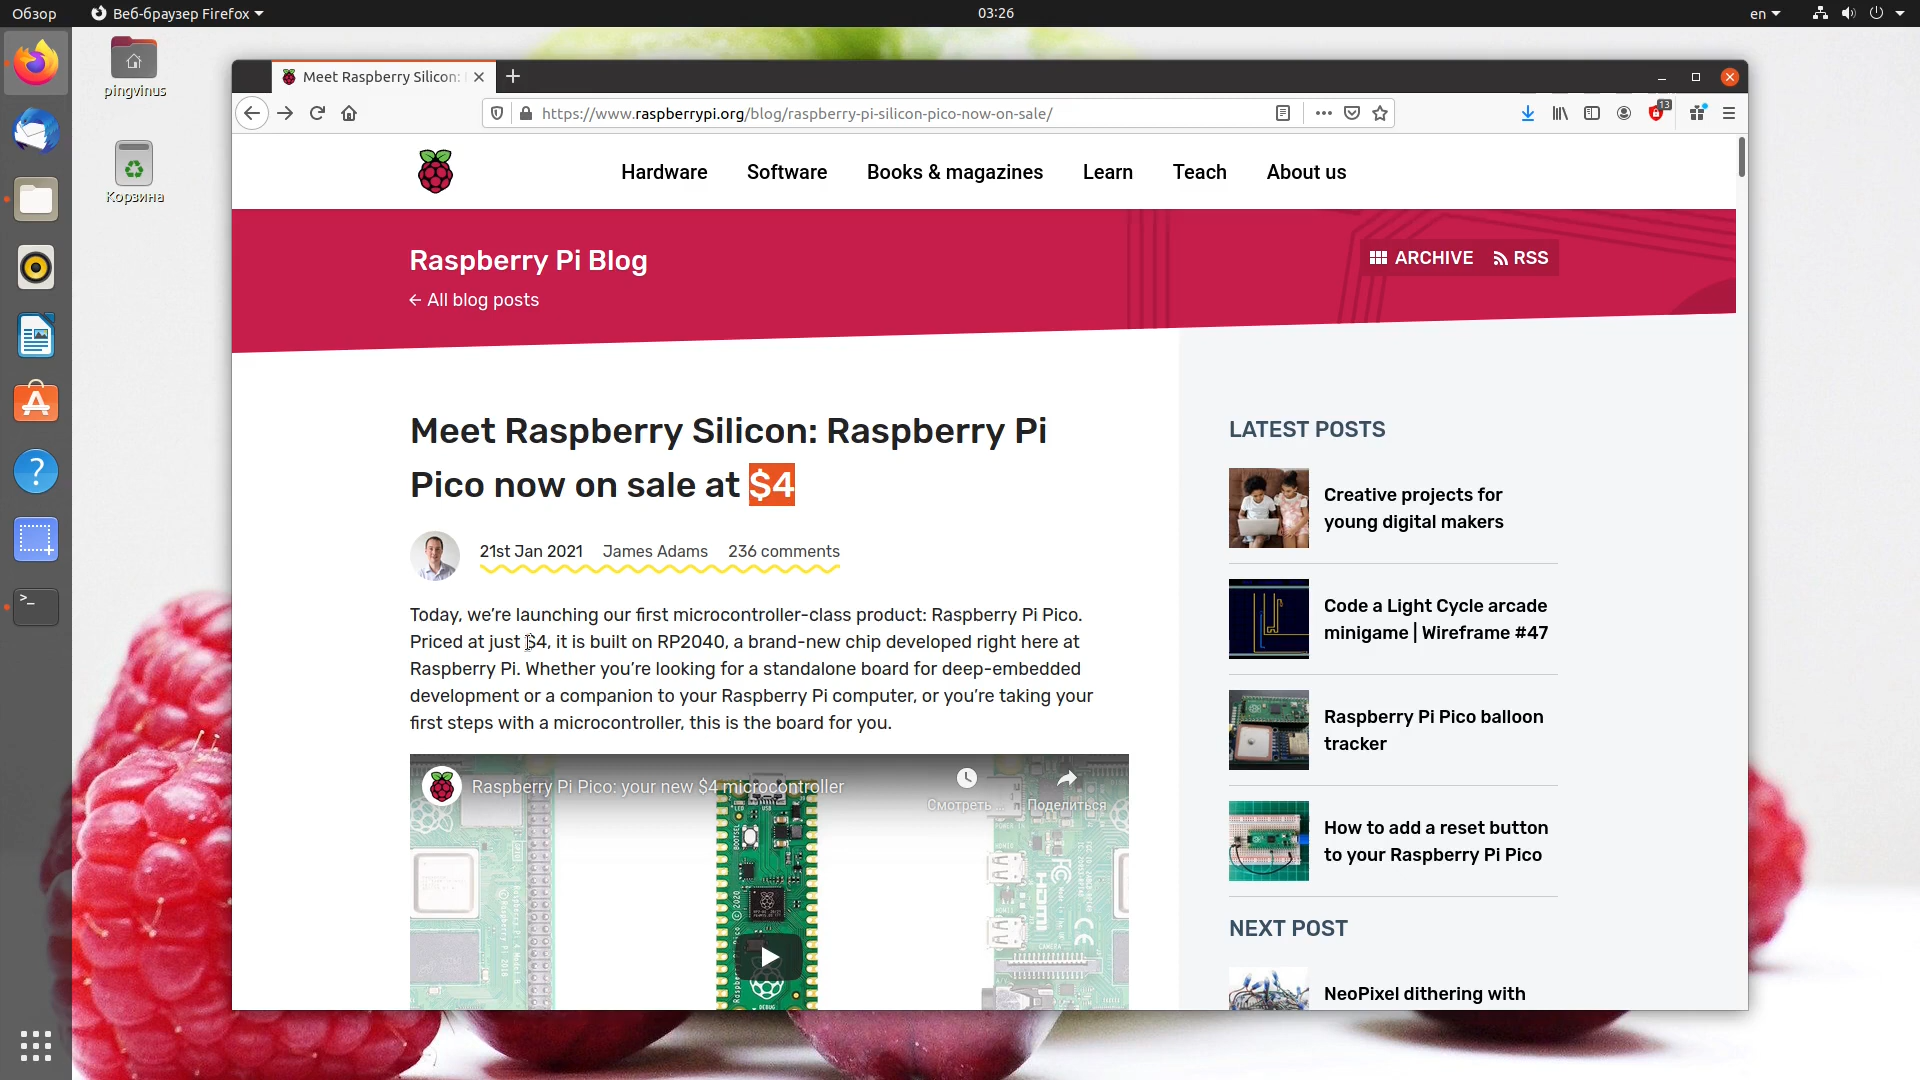 Обзор
Веб-браузер Firefox
03:26
en
pingvinus
Корзина
Meet Raspberry Silicon:
https://www.raspberrypi.org/blog/raspberry-pi-silicon-pico-now-on-sale/
13
Hardware
Software
Books & magazines
Learn
Teach
About us
Raspberry Pi Blog
← All blog posts
ARCHIVE
RSS
Meet Raspberry Silicon: Raspberry Pi
Pico now on sale at $4
21st Jan 2021 James Adams 236 comments
Today, we’re launching our first microcontroller-class product: Raspberry Pi Pico.
Priced at just $4, it is built on RP2040, a brand-new chip developed right here at
Raspberry Pi. Whether you’re looking for a standalone board for deep-embedded
development or a companion to your Raspberry Pi computer, or you’re taking your
first steps with a microcontroller, this is the board for you.
Raspberry Pi Pico: your new $4 microcontroller
Смотреть ...
Поделиться
LED
USB
BOOTSEL
© 2020
DEBUG
HDMI
CAMERA
LATEST POSTS
Creative projects for
young digital makers
Code a Light Cycle arcade
minigame | Wireframe #47
Raspberry Pi Pico balloon
tracker
How to add a reset button
to your Raspberry Pi Pico
NEXT POST
NeoPixel dithering with